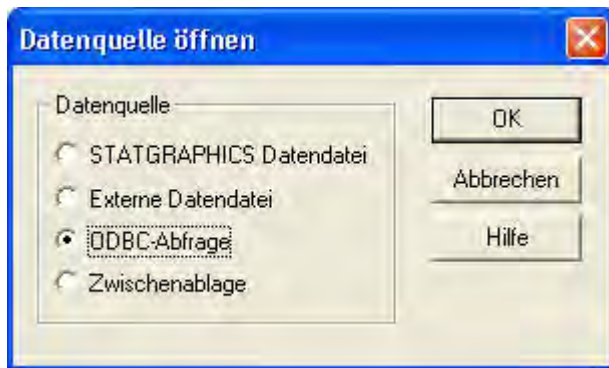 Datenquelle öffnen
Datenquelle
STATGRAPHICS Datendatei
Externe Datendatei
ODBC-Abfrage
Zwischenablage
OK
Abbrechen
Hilfe